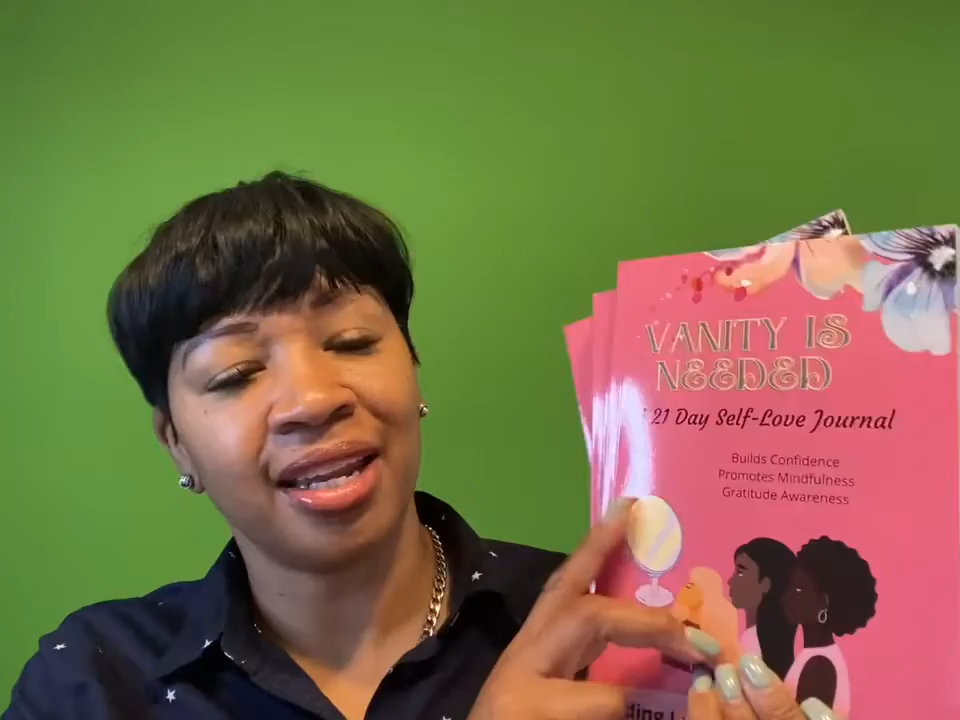 VANITY IS
NEEDED
21 Day Self-Love Journal
Builds Confidence
Promotes Mindfulness
Gratitude Awareness